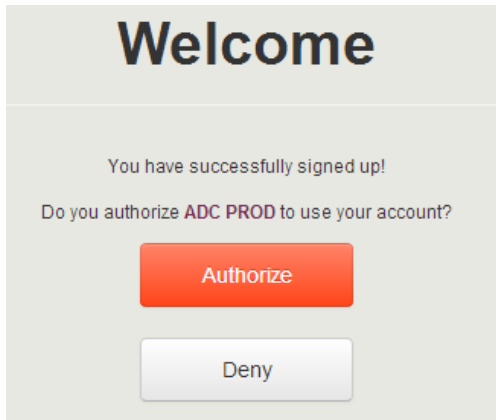 Welcome
You have successfully signed up!
Do you authorize ADC PROD to use your account?
Authorize
Deny